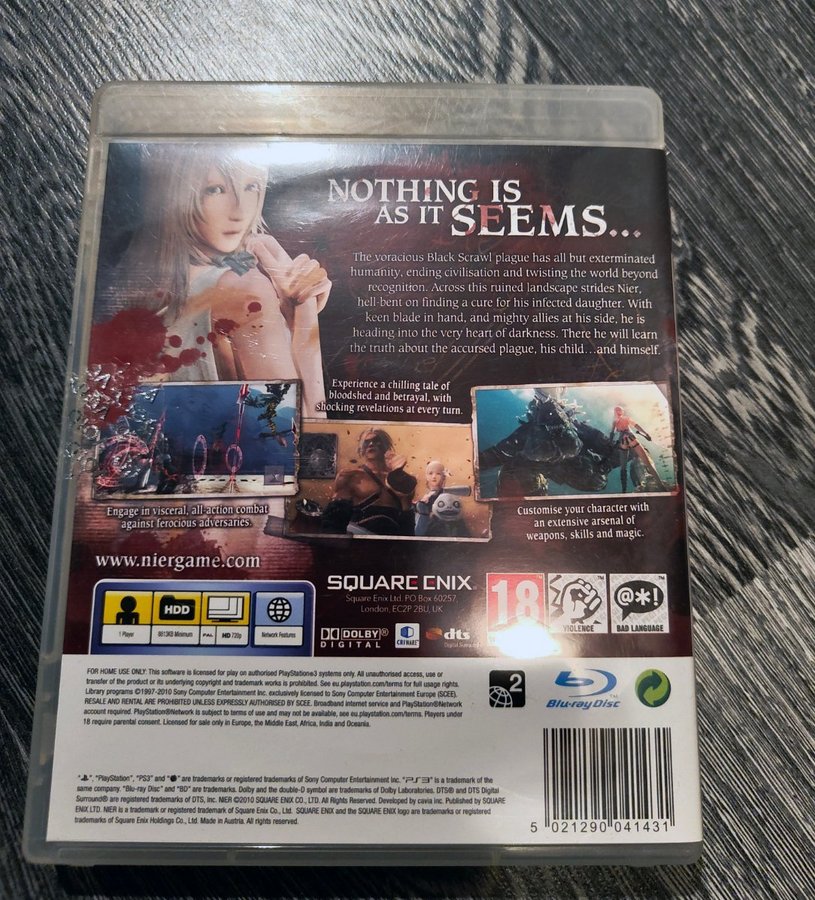 NOTHING IS
AS IT SEEMS...
The voracious Black Scrawl plague has all but exterminated
humanity, ending civilisation and twisting the world beyond
recognition. Across this ruined landscape strides Nier,
hell-bent on finding a cure for his infected daughter. With
keen blade in hand, and mighty allies at his side, he is
heading into the very heart of darkness. There he will learn
the truth about the accursed plague, his child...and himself.
Experience a chilling tale of
bloodshed and betrayal, with
shocking revelations at every turn.
Engage in visceral, all-action combat
against ferocious adversaries.
Customise your character with
an extensive arsenal of
weapons, skills and magic.
www.niergame.com
HDD
1 Player
8813KB Minimum
PAL HD 720p
Network Features
SQUARE ENIX
Square Enix Ltd. PO Box 60257,
London, EC2P 2BU, UK
DOLBY®
DIGITAL
CRIWARE
dts
Digital Surround
18
VIOLENCE
@*!
BAD LANGUAGE
FOR HOME USE ONLY: This software is licensed for play on authorised PlayStation®3 systems only. All unauthorised access, use or
transfer of the product or its underlying copyright and trademark works is prohibited. See eu.playstation.com/terms for full usage rights.
Library programs ©1997-2010 Sony Computer Entertainment Inc. exclusively licensed to Sony Computer Entertainment Europe (SCEE).
RESALE AND RENTAL ARE PROHIBITED UNLESS EXPRESSLY AUTHORISED BY SCEE. Broadband internet service and PlayStation®Network
account required. PlayStation®Network is subject to terms of use and may not be available, see eu.playstation.com/terms. Players under
18 require parental consent. Licensed for sale only in Europe, the Middle East, Africa, India and Oceania.
2
Blu-ray Disc™
" ", "PlayStation", "PS3" and " " are trademarks or registered trademarks of Sony Computer Entertainment Inc. "PS3" is a trademark of the
same company. "Blu-ray Disc" and "BD" are trademarks. Dolby and the double-D symbol are trademarks of Dolby Laboratories. DTS® and DTS Digital
Surround® are registered trademarks of DTS, Inc. NIER ©2010 SQUARE ENIX CO., LTD. All Rights Reserved. Developed by cavia inc. Published by SQUARE
ENIX LTD. NIER is a trademark or registered trademark of Square Enix Co., Ltd. SQUARE ENIX and the SQUARE ENIX logo are trademarks or registered
trademarks of Square Enix Holdings Co., Ltd. Made in Austria. All rights reserved.
5 021290 041431